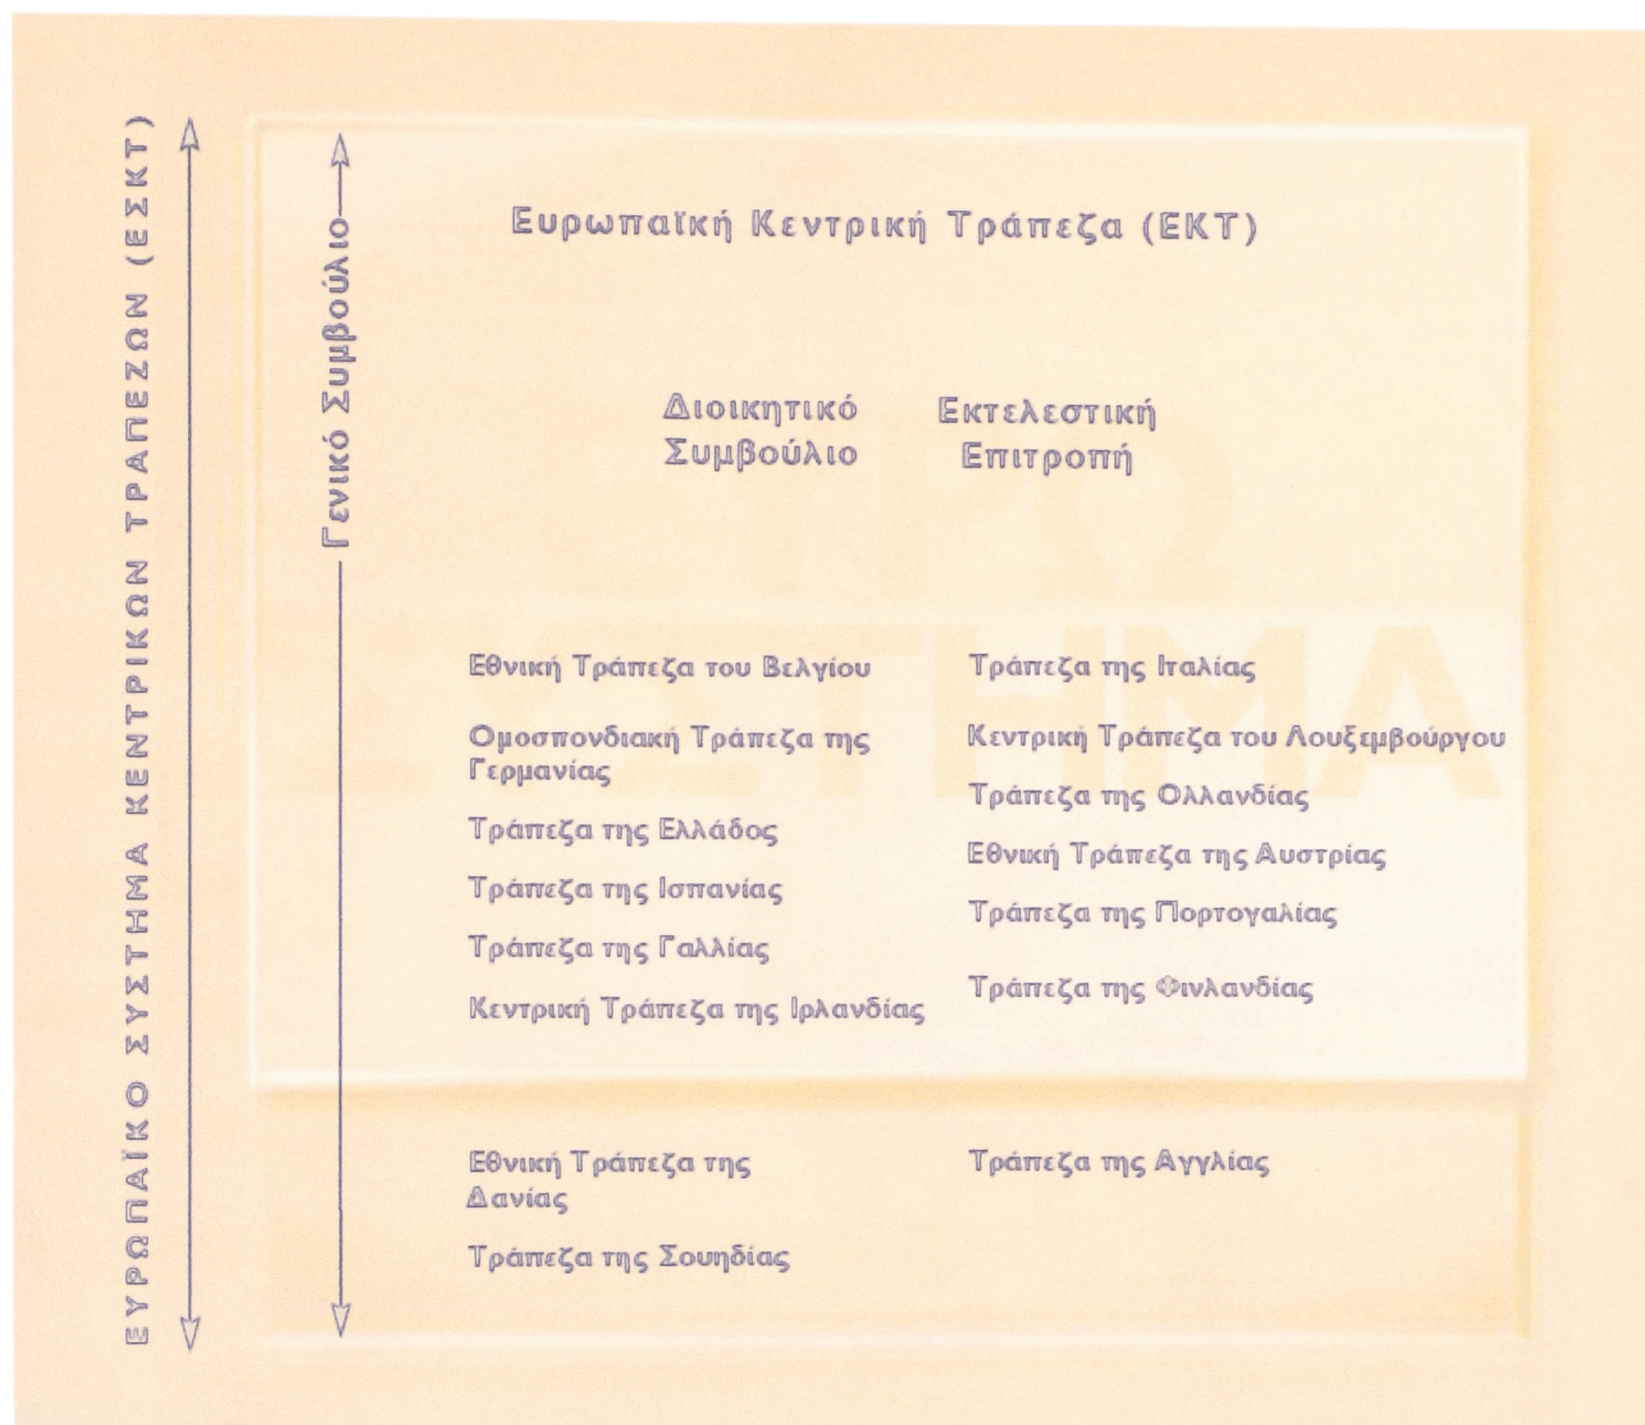 ΕΥΡΩΠΑΪΚΟ ΣΥΣΤΗΜΑ ΚΕΝΤΡΙΚΩΝ ΤΡΑΠΕΖΩΝ (ΕΣΚΤ)
Γενικό Συμβούλιο
Ευρωπαϊκή Κεντρική Τράπεζα (ΕΚΤ)
Διοικητικό
Συμβούλιο
Εκτελεστική
Επιτροπή
ΣΥΣΤΗΜΑ
Εθνική Τράπεζα του Βελγίου
Ομοσπονδιακή Τράπεζα της
Γερμανίας
Τράπεζα της Ελλάδος
Τράπεζα της Ισπανίας
Τράπεζα της Γαλλίας
Κεντρική Τράπεζα της Ιρλανδίας
Τράπεζα της Ιταλίας
Κεντρική Τράπεζα του Λουξεμβούργου
Τράπεζα της Ολλανδίας
Εθνική Τράπεζα της Αυστρίας
Τράπεζα της Πορτογαλίας
Τράπεζα της Φινλανδίας
Εθνική Τράπεζα της
Δανίας
Τράπεζα της Σουηδίας
Τράπεζα της Αγγλίας